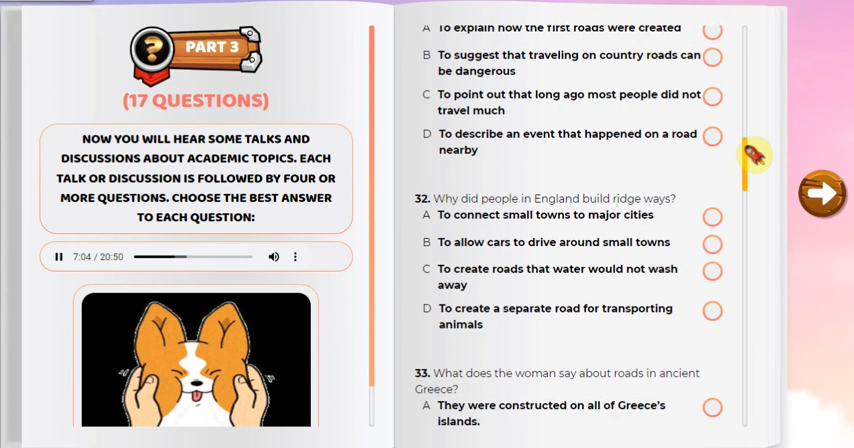 PART 3
(17 QUESTIONS)
NOW YOU WILL HEAR SOME TALKS AND
DISCUSSIONS ABOUT ACADEMIC TOPICS. EACH
TALK OR DISCUSSION IS FOLLOWED BY FOUR OR
MORE QUESTIONS. CHOOSE THE BEST ANSWER
TO EACH QUESTION:
7:04 / 20:50
A To explain how the first roads were created
B To suggest that traveling on country roads can
be dangerous
C To point out that long ago most people did not
travel much
D To describe an event that happened on a road
nearby
32. Why did people in England build ridge ways?
A To connect small towns to major cities
B To allow cars to drive around small towns
C To create roads that water would not wash
away
D To create a separate road for transporting
animals
33. What does the woman say about roads in ancient
Greece?
A They were constructed on all of Greece's
islands.